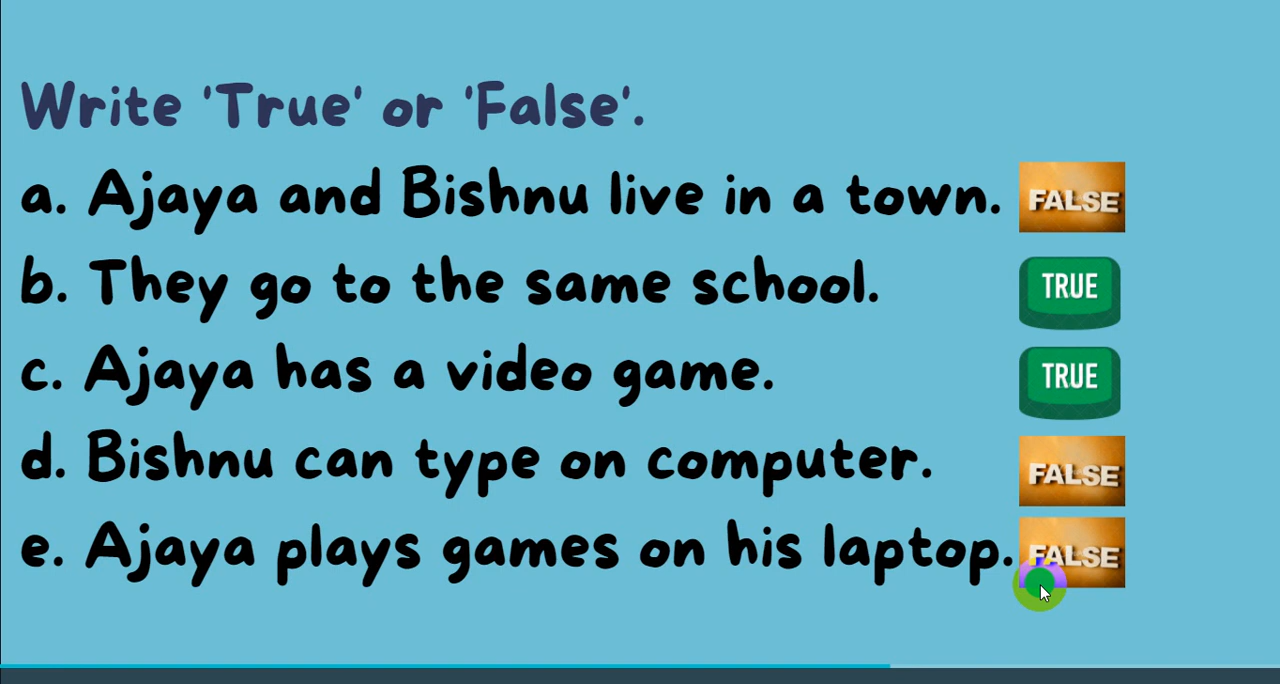 Write 'True' or 'False'.
a. Ajaya and Bishnu live in a town. FALSE
b. They go to the same school. TRUE
c. Ajaya has a video game. TRUE
d. Bishnu can type on computer. FALSE
e. Ajaya plays games on his laptop. FALSE